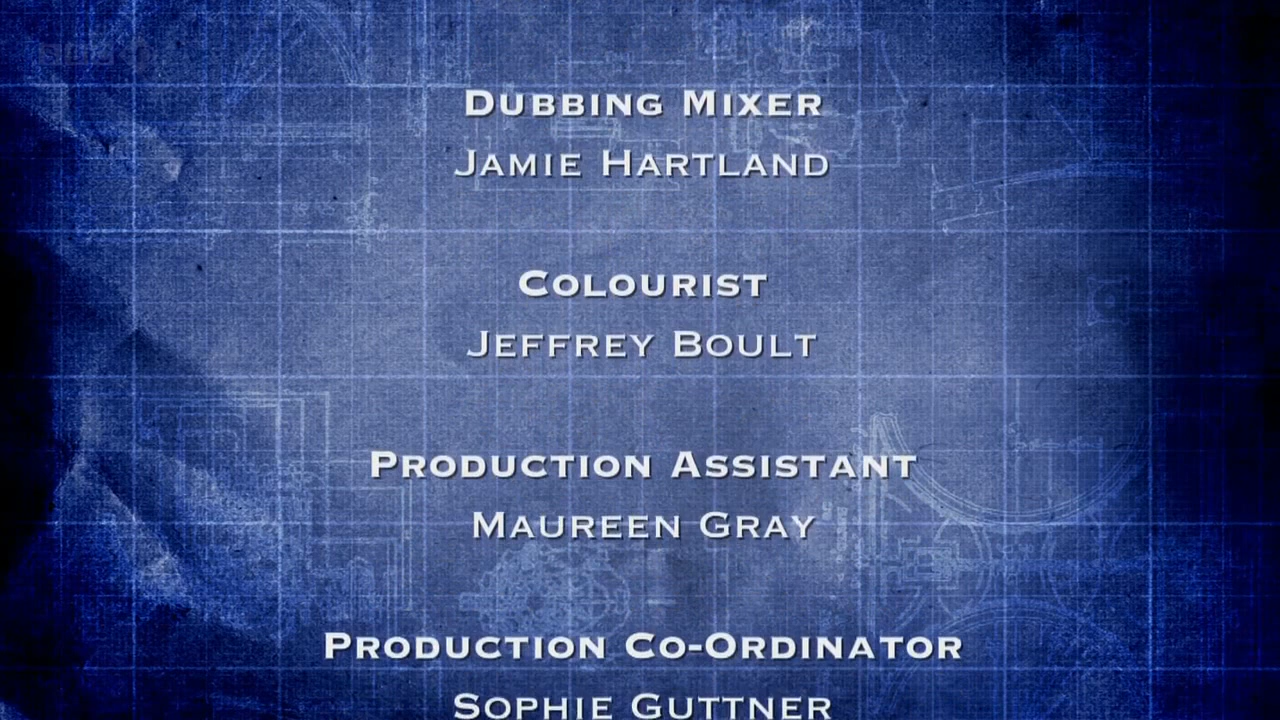 Dubbing Mixer
Jamie Hartland
Colourist
Jeffrey Boult
Production Assistant
Maureen Gray
Production Co-Ordinator
Sophie Guttner